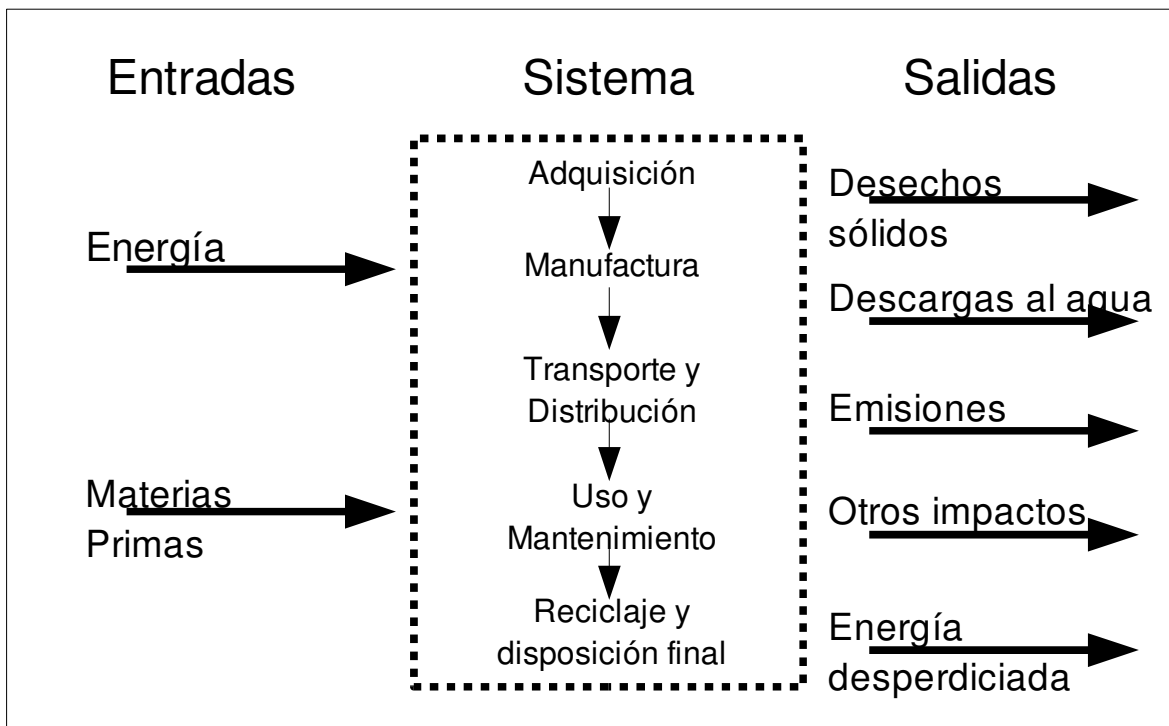 Entradas
Sistema
Salidas
Energía
Materias
Primas
Adquisición
Manufactura
Transporte y
Distribución
Uso y
Mantenimiento
Reciclaje y
disposición final
Desechos
sólidos
Descargas al agua
Emisiones
Otros impactos
Energía
desperdiciada